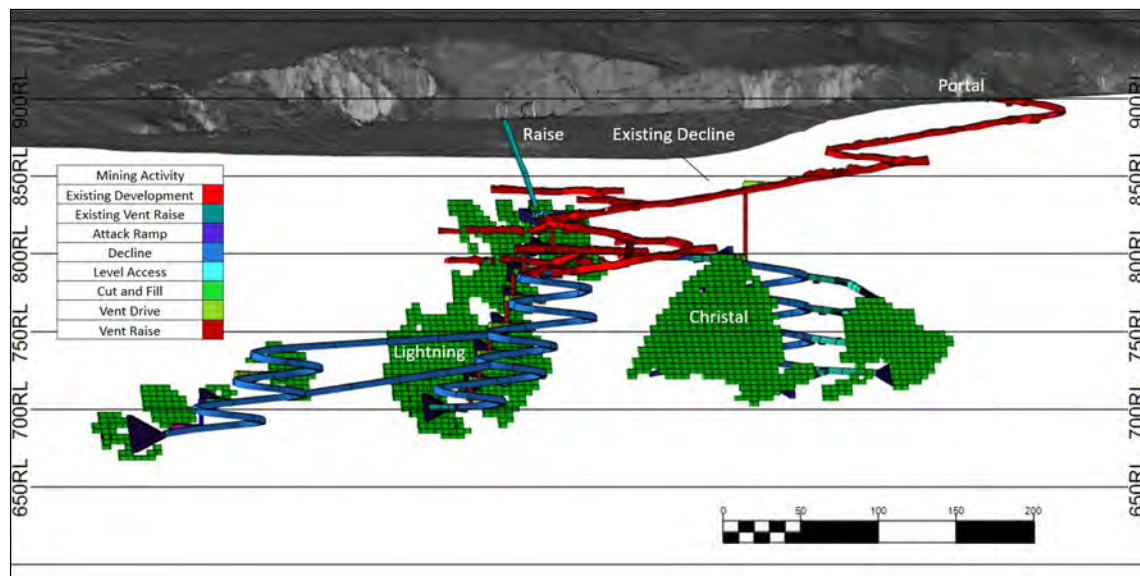 Portal
900RL
900RL
Raise
Existing Decline
850RL
850RL
Mining Activity
Existing Development
Existing Vent Raise
Attack Ramp
Decline
Level Access
Cut and Fill
Vent Drive
Vent Raise
800RL
800RL
Christal
750RL
750RL
Lightning
700RL
700RL
650RL
650RL
0 50 100 150 200